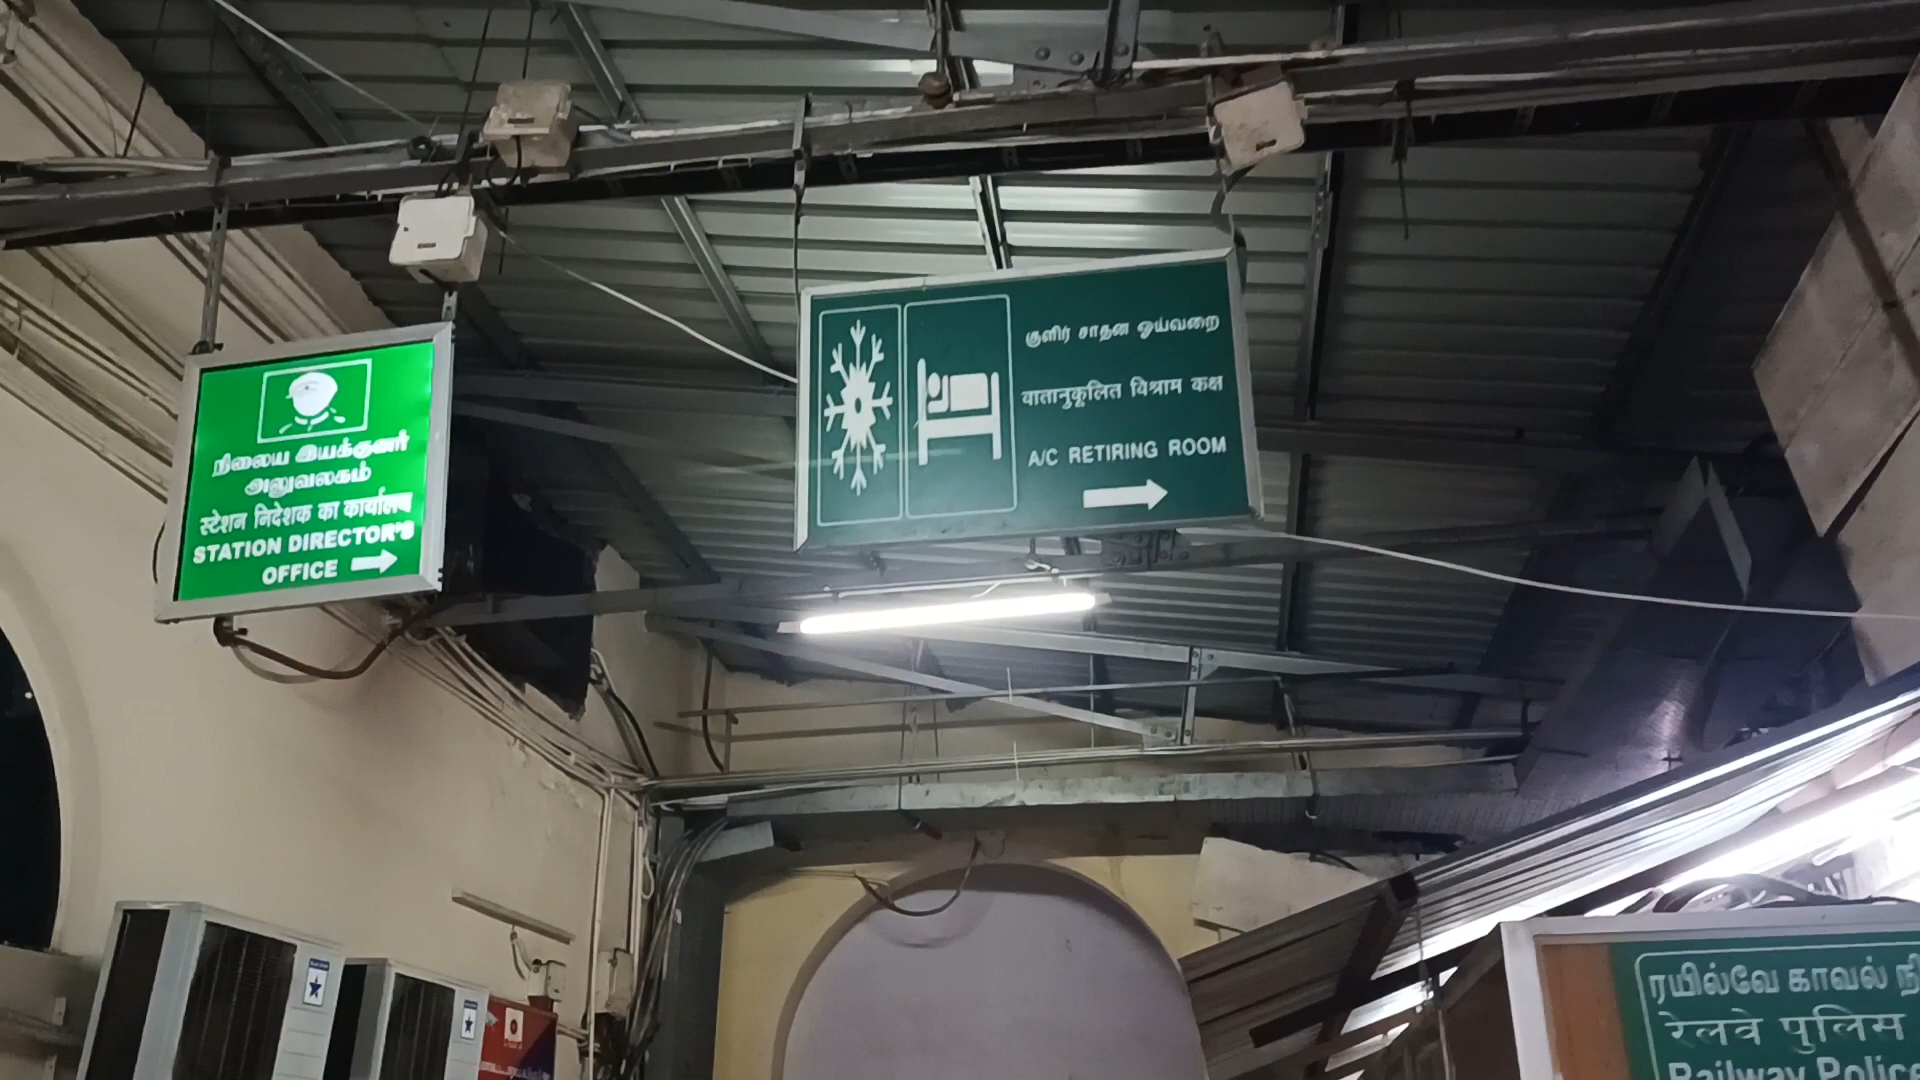 நிலைய இயக்குனர்
அலுவலகம்
स्टेशन निदेशक का कार्यालय
STATION DIRECTOR'S
OFFICE
குளிர் சாதன ஓய்வறை
वातानुकूलित विश्राम कक्ष
A/C RETIRING ROOM
ரயில்வே காவல்
रेलवे पुलिस
Railway Police